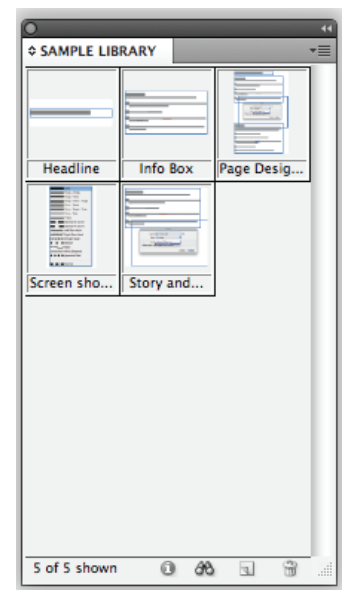 SAMPLE LIBRARY
Headline Info Box Page Desig...
Screen sho... Story and...
5 of 5 shown